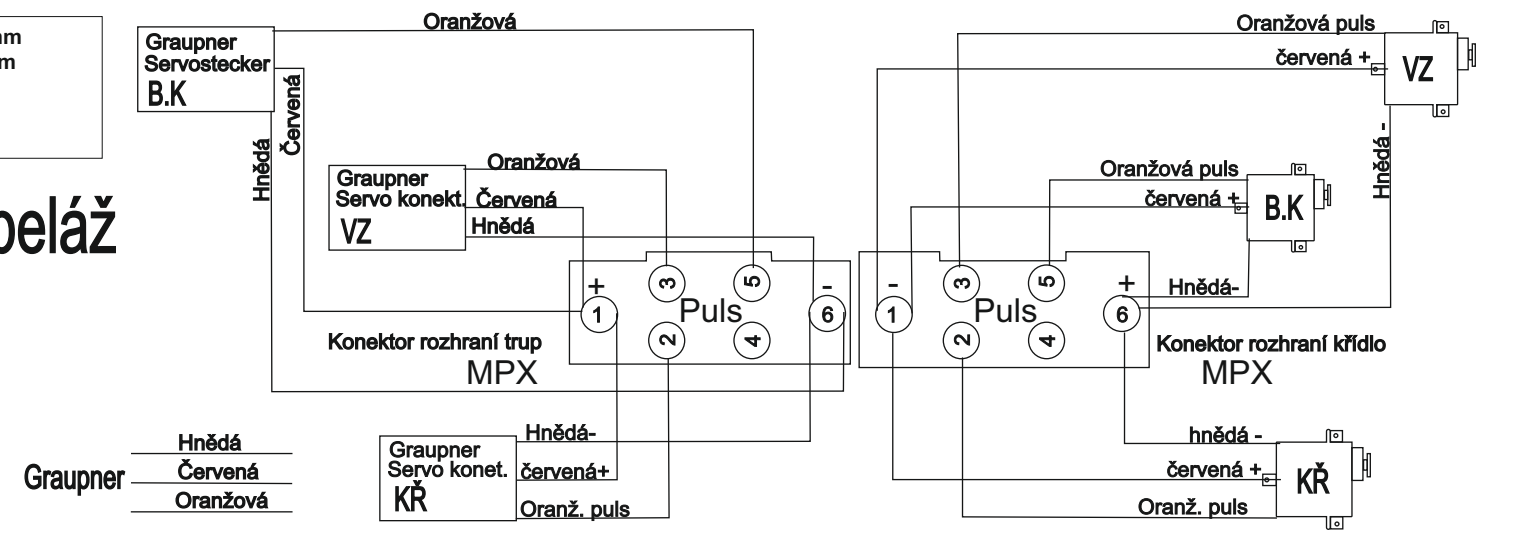 m
Graupner
Servostecker
B.K
Oranžová
Červená
Hnědá
beláž
Graupner
Servo konekt.
VZ
Oranžová
Červená
Hnědá
+
1
3
5
-
6
Puls
2
4
Konektor rozhraní trup
MPX
Graupner
Hnědá
Červená
Oranžová
Graupner
Servo konet.
KŘ
Hnědá-
červená+
Oranž. puls
Oranžová puls
červená +
VZ
Hnědá -
Oranžová puls
červená +
B.K
Hnědá-
-
1
3
5
+
6
Puls
2
4
Konektor rozhraní křídlo
MPX
hnědá -
červená +
Oranž. puls
KŘ